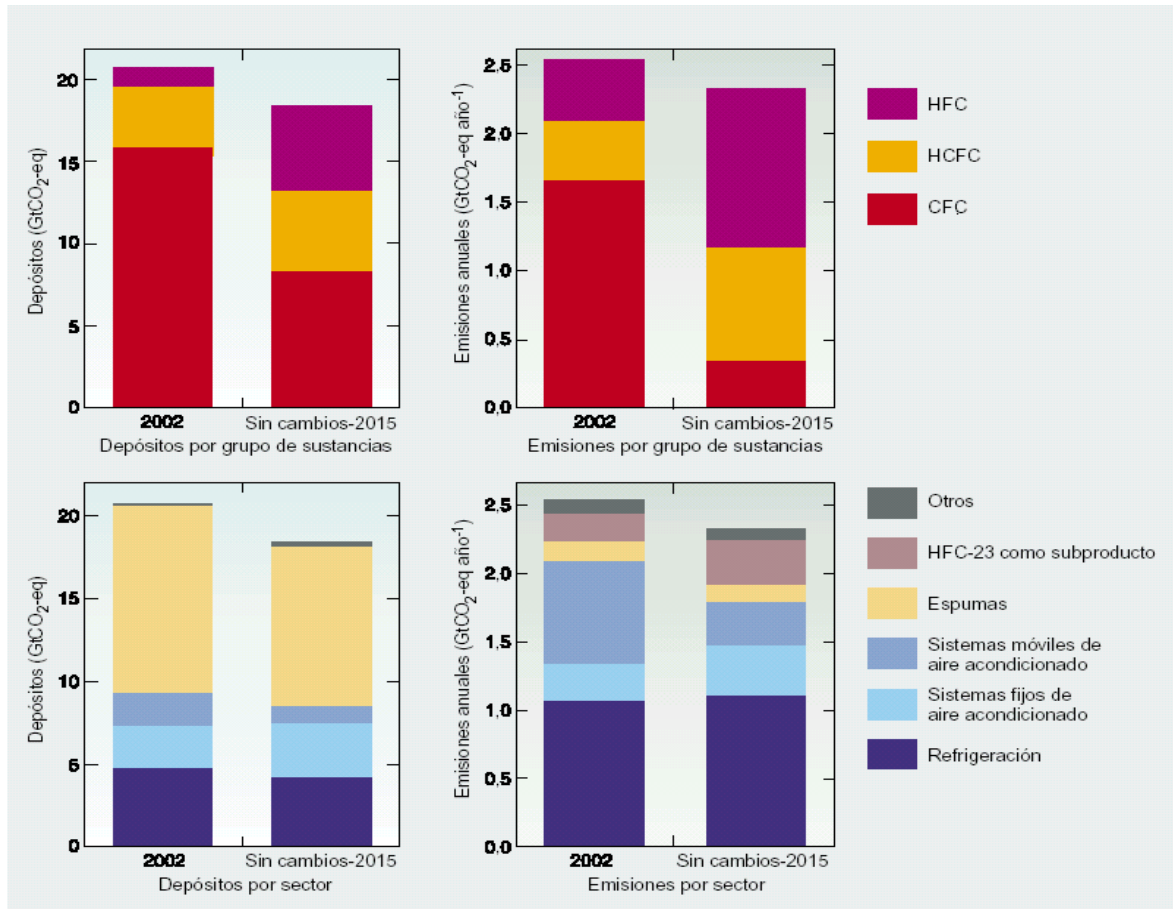 Depósitos (GtCO2-eq)
20
15
10
5
0
2002
Sin cambios-2015
Depósitos por grupo de sustancias
Emisiones anuales (GtCO2-eq año-1)
2.5
2.0
1.5
1.0
0.5
0.0
2002
Sin cambios-2015
Emisiones por grupo de sustancias
HFC
HCFC
CFC
Depósitos (GtCO2-eq)
20
15
10
5
0
2002
Sin cambios-2015
Depósitos por sector
Emisiones anuales (GtCO2-eq año-1)
2.5
2.0
1.5
1.0
0.5
0.0
2002
Sin cambios-2015
Emisiones por sector
Otros
HFC-23 como subproducto
Espumas
Sistemas móviles de
aire acondicionado
Sistemas fijos de
aire acondicionado
Refrigeración